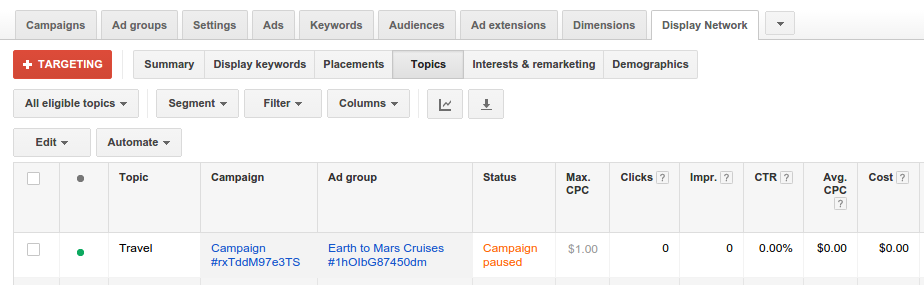 Campaigns Ad groups Settings Ads Keywords Audiences Ad extensions Dimensions Display Network
+ TARGETING Summary Display keywords Placements Topics Interests & remarketing Demographics
All eligible topics Segment Filter Columns
Edit Automate
Topic Campaign Ad group Status Max. Clicks ? Impr. ? CTR ? Avg. Cost ?
CPC CPC
?
Travel Campaign Earth to Mars Cruises Campaign $1.00 0 0 0.00% $0.00 $0.00
#rxTddM97e3TS #1hOIbG87450dm paused